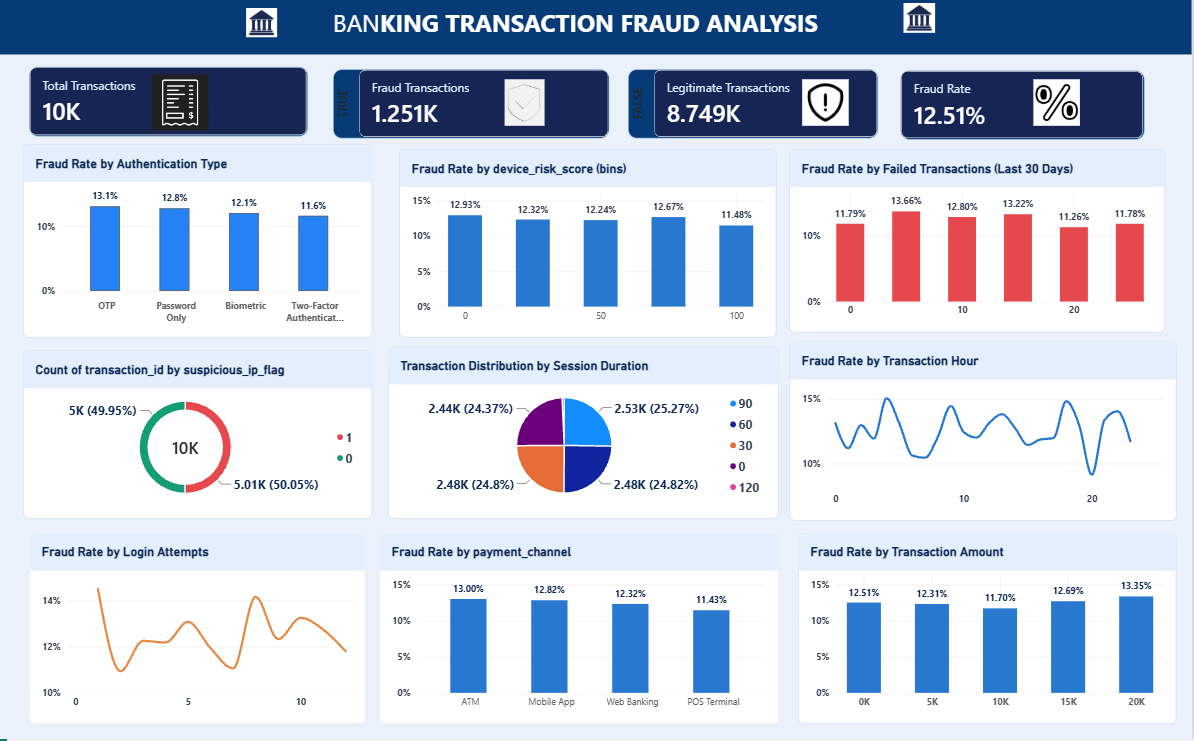 BANKING TRANSACTION FRAUD ANALYSIS
Total Transactions
10K
TRUE
Fraud Transactions
1.251K
FALSE
Legitimate Transactions
8.749K
Fraud Rate
12.51%
Fraud Rate by Authentication Type
13.1%
12.8%
12.1%
11.6%
10%
0%
OTP
Password
Only
Biometric
Two-Factor
Authenticat...
Fraud Rate by device_risk_score (bins)
15%
12.93%
12.32%
12.24%
12.67%
11.48%
10%
5%
0%
0
50
100
Fraud Rate by Failed Transactions (Last 30 Days)
11.79%
13.66%
12.80%
13.22%
11.26%
11.78%
10%
0%
0
10
20
Count of transaction_id by suspicious_ip_flag
5K (49.95%)
10K
5.01K (50.05%)
1
0
Transaction Distribution by Session Duration
2.44K (24.37%)
2.53K (25.27%)
2.48K (24.8%)
2.48K (24.82%)
90
60
30
0
120
Fraud Rate by Transaction Hour
15%
10%
0
10
20
Fraud Rate by Login Attempts
14%
12%
10%
0
5
10
Fraud Rate by payment_channel
15%
13.00%
12.82%
12.32%
11.43%
10%
5%
0%
ATM
Mobile App
Web Banking
POS Terminal
Fraud Rate by Transaction Amount
15%
12.51%
12.31%
11.70%
12.69%
13.35%
10%
5%
0%
0K
5K
10K
15K
20K